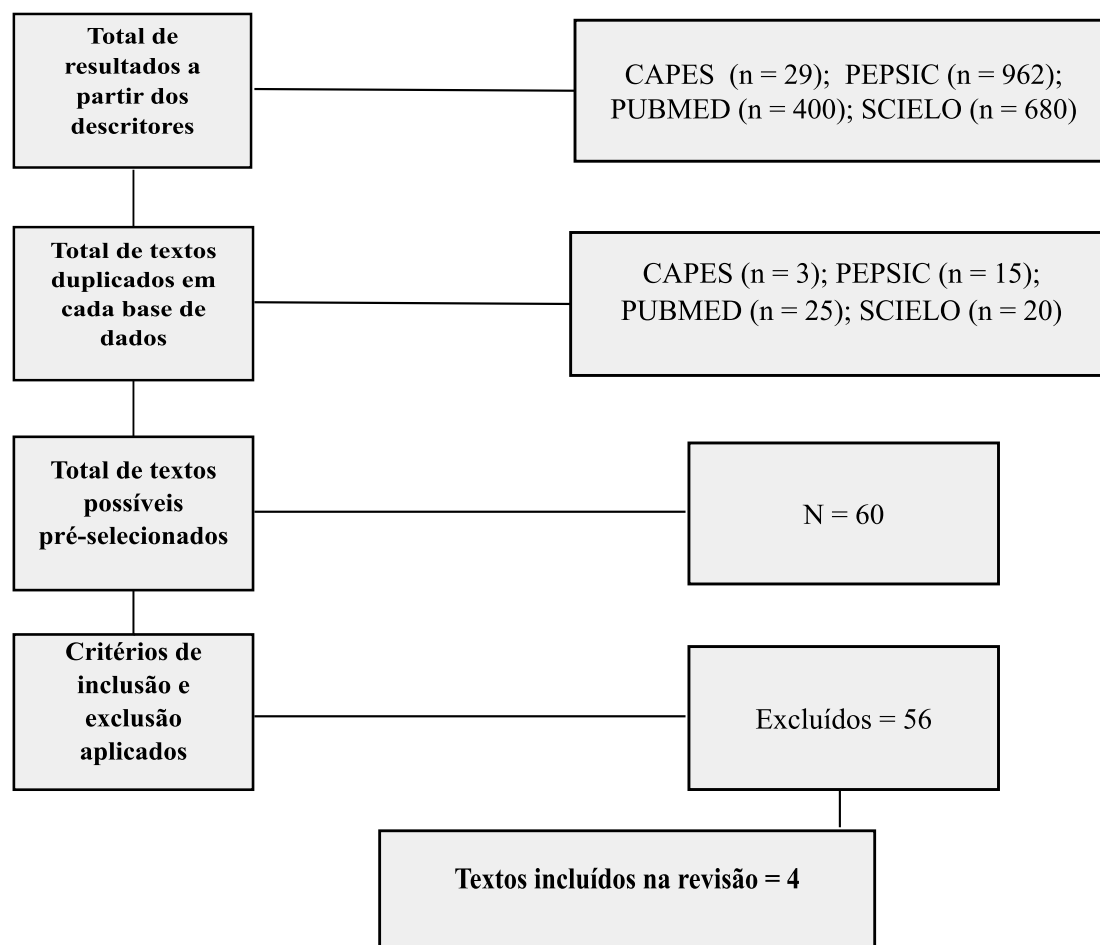 Total de
resultados a
partir dos
descritores
CAPES (n = 29); PEPSIC (n = 962);
PUBMED (n = 400); SCIELO (n = 680)
Total de textos
duplicados em
cada base de
dados
CAPES (n = 3); PEPSIC (n = 15);
PUBMED (n = 25); SCIELO (n = 20)
Total de textos
possíveis
pré-selecionados
N = 60
Critérios de
inclusão e
exclusão
aplicados
Excluídos = 56
Textos incluídos na revisão = 4